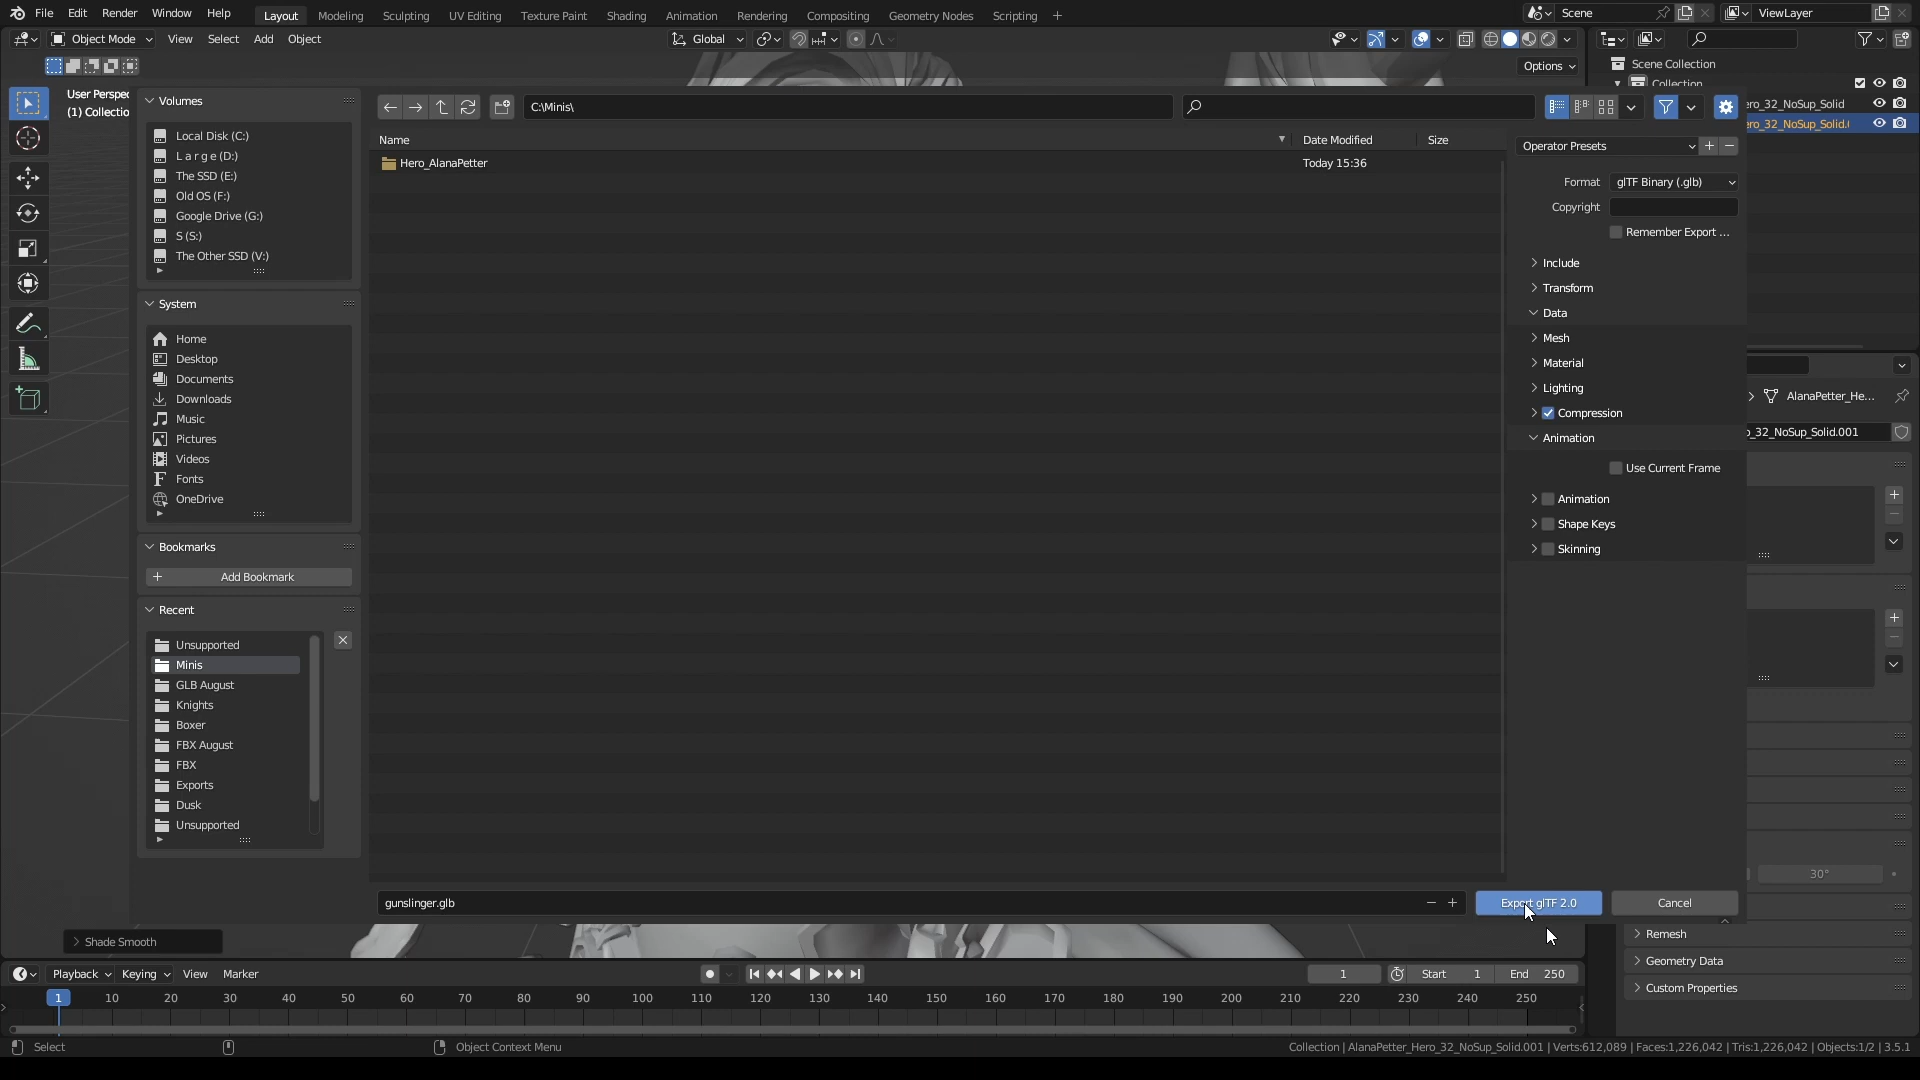 File Edit Render Window Help Layout Modeling Sculpting UV Editing Texture Paint Shading Animation Rendering Compositing Geometry Nodes Scripting + Scene ViewLayer
Object Mode View Select Add Object Global
Options
Scene Collection
Collection
ero_32_NoSup_Solid
ero_32_NoSup_Solid.(
User Perspec
(1) Collectio
Volumes
Local Disk (C:)
L a r g e (D:)
The SSD (E:)
Old OS (F:)
Google Drive (G:)
S (S:)
The Other SSD (V:)
System
Home
Desktop
Documents
Downloads
Music
Pictures
Videos
Fonts
OneDrive
Bookmarks
Add Bookmark
Recent
Unsupported
Minis
GLB August
Knights
Boxer
FBX August
FBX
Exports
Dusk
Unsupported
C:\Minis\
Name Date Modified Size
Hero_AlanaPetter Today 15:36
Operator Presets
Format glTF Binary (.glb)
Copyright
Remember Export ...
Include
Transform
Data
Mesh
Material
Lighting
Compression
Animation
Use Current Frame
Animation
Shape Keys
Skinning
AlanaPetter_He...
o_32_NoSup_Solid.001
30°
gunslinger.glb
Export glTF 2.0 Cancel
Shade Smooth
Remesh
Geometry Data
Custom Properties
Playback Keying View Marker 1 Start 1 End 250
1 10 20 30 40 50 60 70 80 90 100 110 120 130 140 150 160 170 180 190 200 210 220 230 240 250
Select Object Context Menu Collection | AlanaPetter_Hero_32_NoSup_Solid.001 | Verts:612,089 | Faces:1,226,042 | Tris:1,226,042 | Objects:1/2 | 3.5.1